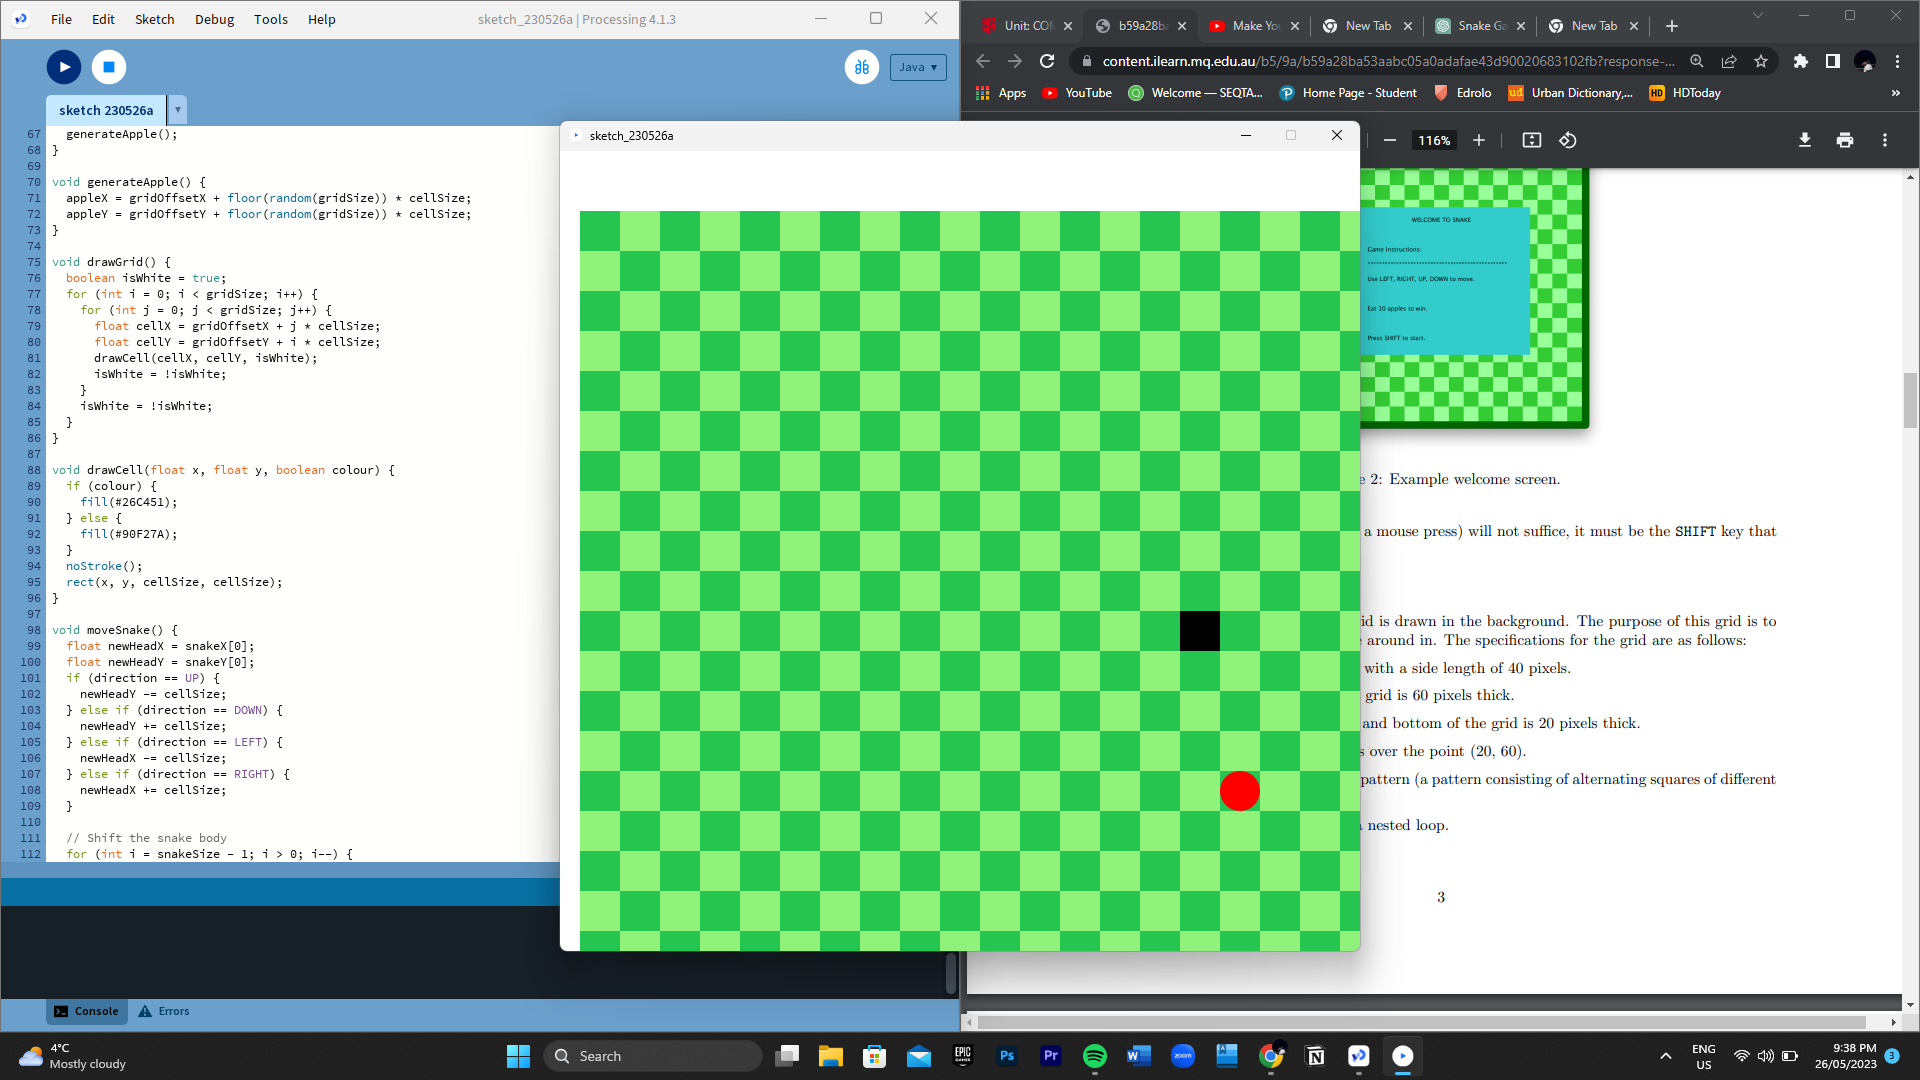 File Edit Sketch Debug Tools Help
sketch_230526a | Processing 4.1.3
Java ▾
sketch 230526a
67 generateApple();
68 }
69
70 void generateApple() {
71 appleX = gridOffsetX + floor(random(gridSize)) * cellSize;
72 appleY = gridOffsetY + floor(random(gridSize)) * cellSize;
73 }
74
75 void drawGrid() {
76 boolean isWhite = true;
77 for (int i = 0; i < gridSize; i++) {
78 for (int j = 0; j < gridSize; j++) {
79 float cellX = gridOffsetX + j * cellSize;
80 float cellY = gridOffsetY + i * cellSize;
81 drawCell(cellX, cellY, isWhite);
82 isWhite = !isWhite;
83 }
84 isWhite = !isWhite;
85 }
86 }
87
88 void drawCell(float x, float y, boolean colour) {
89 if (colour) {
90 fill(#26C451);
91 } else {
92 fill(#90F27A);
93 }
94 noStroke();
95 rect(x, y, cellSize, cellSize);
96 }
97
98 void moveSnake() {
99 float newHeadX = snakeX[0];
100 float newHeadY = snakeY[0];
101 if (direction == UP) {
102 newHeadY -= cellSize;
103 } else if (direction == DOWN) {
104 newHeadY += cellSize;
105 } else if (direction == LEFT) {
106 newHeadX -= cellSize;
107 } else if (direction == RIGHT) {
108 newHeadX += cellSize;
109 }
110
111 // Shift the snake body
112 for (int i = snakeSize - 1; i > 0; i--) {
Console Errors
sketch_230526a
Unit: CON b59a28ba Make You New Tab Snake Ga New Tab
content.ilearn.mq.edu.au/b5/9a/b59a28ba53aabc05a0adafae43d90020683102fb?response-...
Apps YouTube Welcome — SEQTA... Home Page - Student Edrolo Urban Dictionary,... HDToday »
116%
WELCOME TO SNAKE
Game Instructions:
Use LEFT, RIGHT, UP, DOWN to move.
Eat 10 apples to win.
Press SHIFT to start.
e 2: Example welcome screen.
a mouse press) will not suffice, it must be the SHIFT key that
id is drawn in the background. The purpose of this grid is to
e around in. The specifications for the grid are as follows:
with a side length of 40 pixels.
grid is 60 pixels thick.
and bottom of the grid is 20 pixels thick.
s over the point (20, 60).
pattern (a pattern consisting of alternating squares of different
nested loop.
3
4°C
Mostly cloudy
Search
EPIC GAMES
Ps
Pr
zoom
ENG
US
9:38 PM
26/05/2023
3